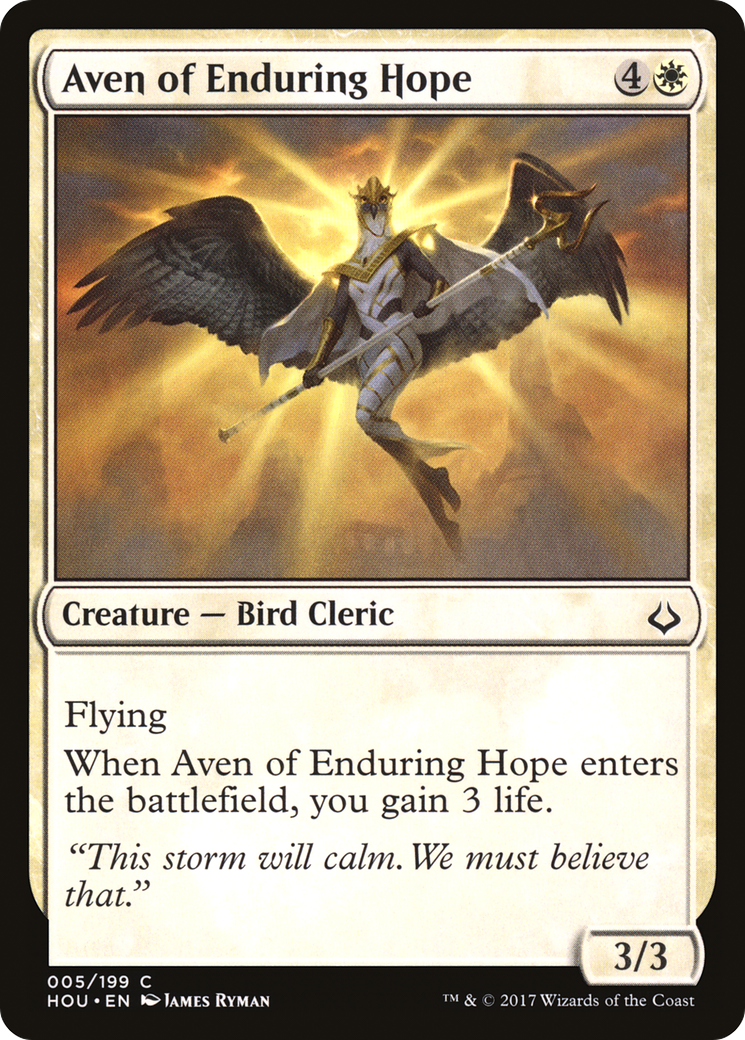 Aven of Enduring Hope 4
Creature — Bird Cleric
Flying
When Aven of Enduring Hope enters
the battlefield, you gain 3 life.
“This storm will calm. We must believe
that.”
3/3
005/199 C
HOU • EN JAMES RYMAN
™ & © 2017 Wizards of the Coast